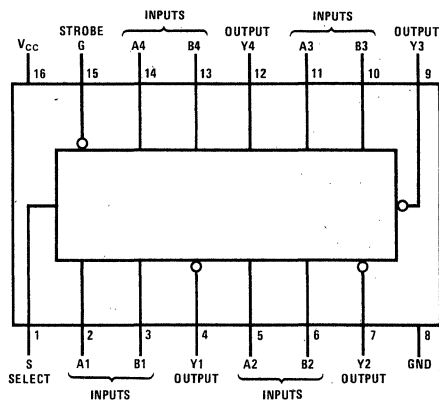 INPUTS INPUTS
STROBE OUTPUT OUTPUT
VCC G A4 B4 Y4 A3 B3 Y3
16 15 14 13 12 11 10 9
1 2 3 4 5 6 7 8
S A1 B1 Y1 A2 B2 Y2 GND
SELECT OUTPUT OUTPUT
INPUTS INPUTS